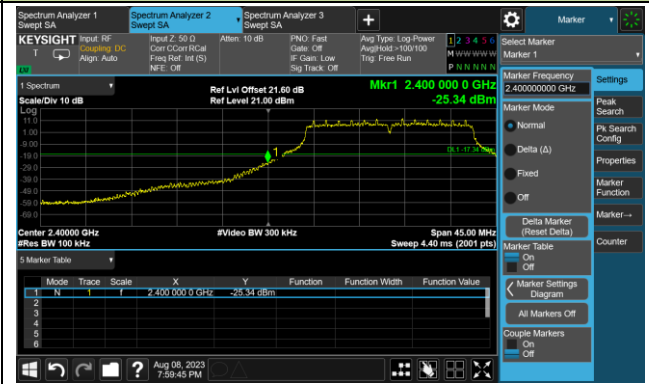 Spectrum Analyzer 1
Swept SA
Spectrum Analyzer 2
Swept SA
Spectrum Analyzer 3
Swept SA
Marker
KEYSIGHT
Input: RF
Coupling: DC
Align: Auto
Input Z: 50 Ω
Corr CCorr RCal
Freq Ref: Int (S)
NFE: Off
Atten: 10 dB
PNO: Fast
Gate: Off
IF Gain: Low
Sig Track: Off
Avg Type: Log-Power
Avg|Hold:>100/100
Trig: Free Run
1 2 3 4 5 6
M W W W W W
P N N N N N
Select Marker
Marker 1
1 Spectrum
Scale/Div 10 dB
Log
Ref Lvl Offset 21.60 dB
Ref Level 21.00 dBm
Mkr1 2.400 000 0 GHz
-25.34 dBm
11.0
1.00
-9.00
-19.0
-29.0
-39.0
-49.0
-59.0
-69.0
1
DL1 -17.34 dBm
Center 2.40000 GHz
#Res BW 100 kHz
#Video BW 300 kHz
Span 45.00 MHz
Sweep 4.40 ms (2001 pts)
5 Marker Table
Mode Trace Scale X Y Function Function Width Function Value
1 N 1 f 2.400 000 0 GHz -25.34 dBm
2
3
4
5
6
Aug 08, 2023
7:59:45 PM
Marker Frequency
2.400000000 GHz
Marker Mode
Normal
Delta (Δ)
Fixed
Off
Delta Marker
(Reset Delta)
Marker Table
On
Off
Marker Settings
Diagram
All Markers Off
Couple Markers
On
Off
Settings
Peak
Search
Pk Search
Config
Properties
Marker
Function
Marker→
Counter